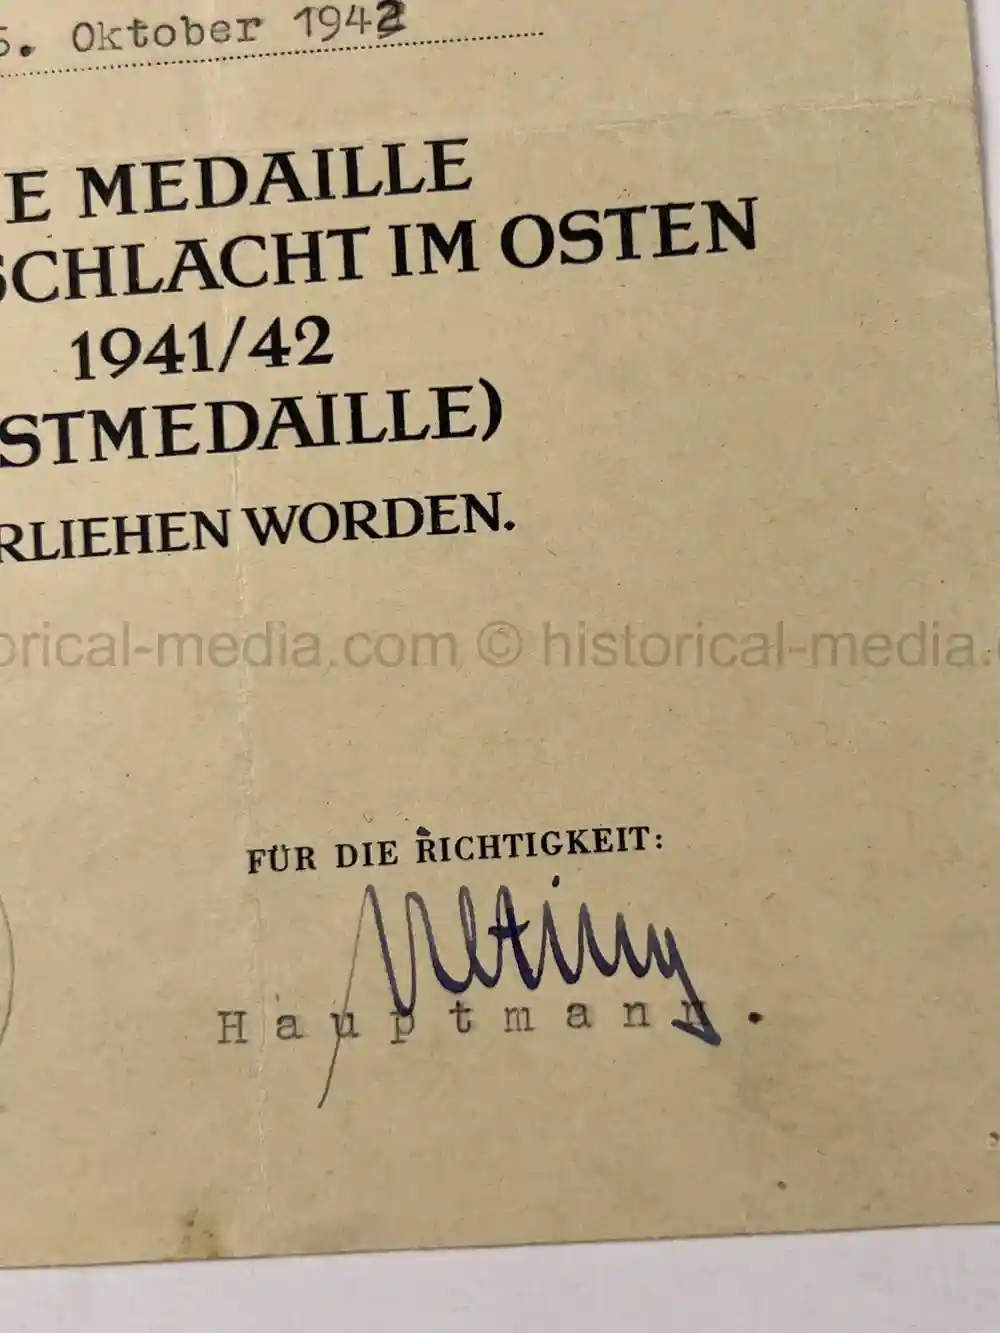 5. Oktober 1942
E MEDAILLE
SCHLACHT IM OSTEN
1941/42
STMEDAILLE)
RLIEHEN WORDEN.
orical-media.com © historical-media.
FÜR DIE RICHTIGKEIT:
Hauptmann.